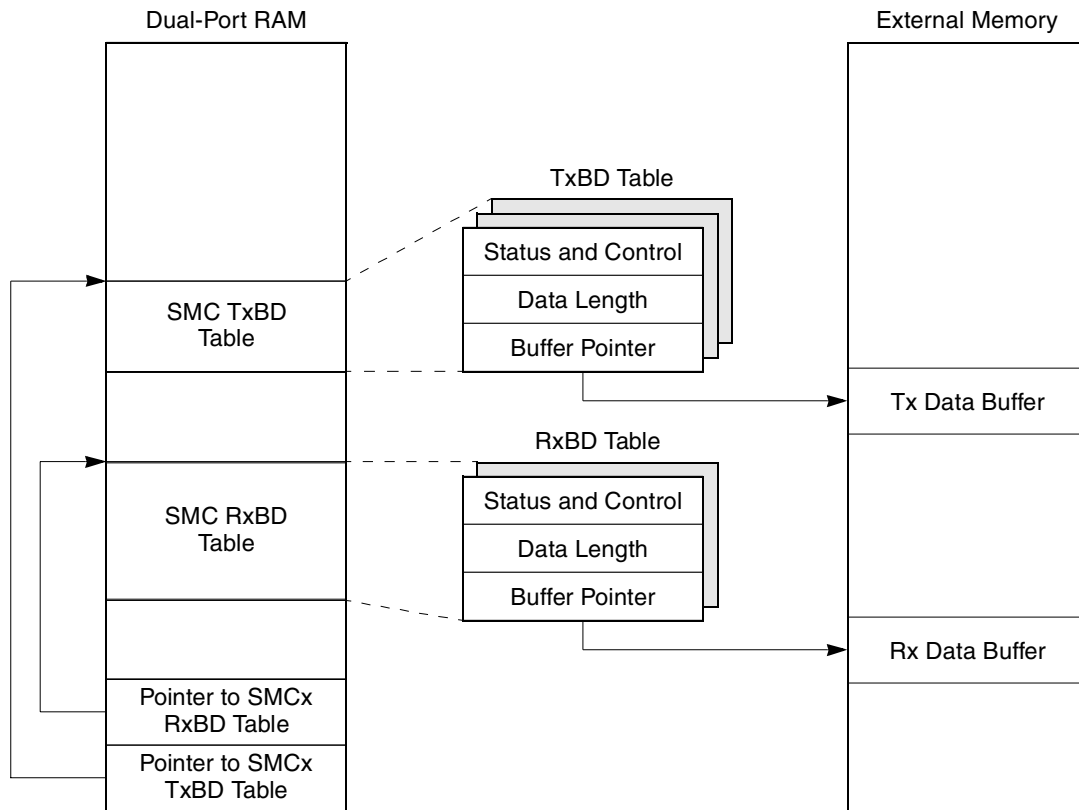 Dual-Port RAM
External Memory
TxBD Table
Status and Control
Data Length
Buffer Pointer
SMC TxBD
Table
Tx Data Buffer
RxBD Table
Status and Control
Data Length
Buffer Pointer
SMC RxBD
Table
Rx Data Buffer
Pointer to SMCx
RxBD Table
Pointer to SMCx
TxBD Table